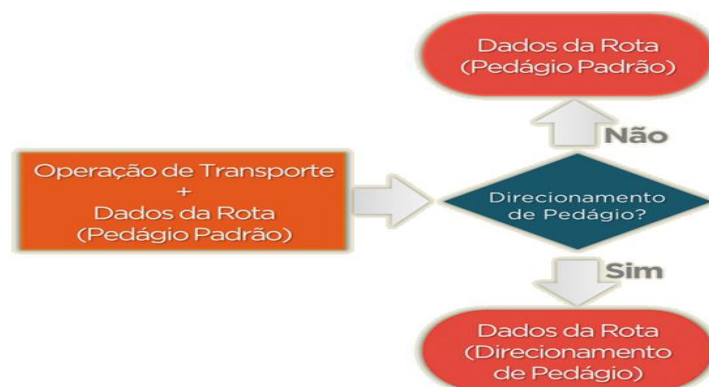 Dados da Rota
(Pedágio Padrão)
Não
Operação de Transporte
+
Dados da Rota
(Pedágio Padrão)
Direcionamento
de Pedágio?
Sim
Dados da Rota
(Direcionamento
de Pedágio)